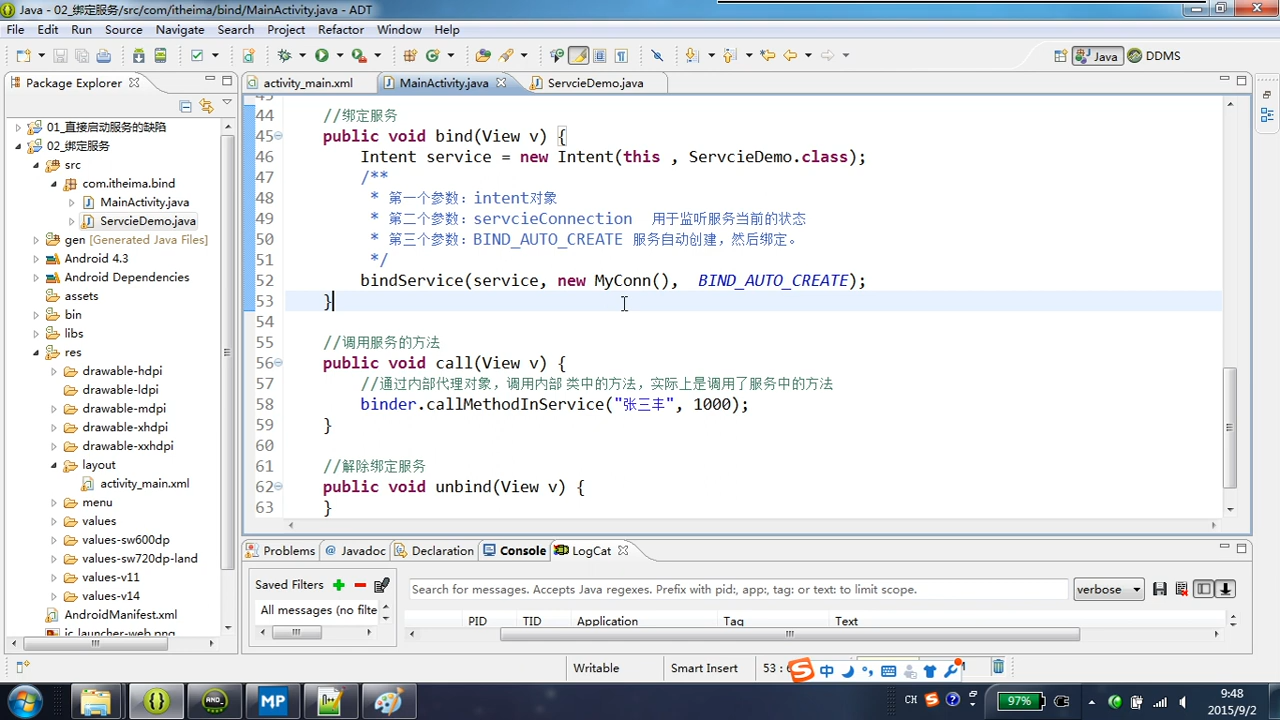 Java - 02_绑定服务/src/com/itheima/bind/MainActivity.java - ADT
File Edit Run Source Navigate Search Project Refactor Window Help
Java DDMS
Package Explorer
activity_main.xml MainActivity.java ServcieDemo.java
01_直接启动服务的缺陷
02_绑定服务
src
com.itheima.bind
MainActivity.java
ServcieDemo.java
gen [Generated Java Files]
Android 4.3
Android Dependencies
assets
bin
libs
res
drawable-hdpi
drawable-ldpi
drawable-mdpi
drawable-xhdpi
drawable-xxhdpi
layout
activity_main.xml
menu
values
values-sw600dp
values-sw720dp-land
values-v11
values-v14
AndroidManifest.xml
ic_launcher-web.png
44 //绑定服务
45 public void bind(View v) {
46 Intent service = new Intent(this , ServcieDemo.class);
47 /**
48 * 第一个参数：intent对象
49 * 第二个参数：servcieConnection 用于监听服务当前的状态
50 * 第三个参数：BIND_AUTO_CREATE 服务自动创建，然后绑定。
51 */
52 bindService(service, new MyConn(), BIND_AUTO_CREATE);
53 }
54
55 //调用服务的方法
56 public void call(View v) {
57 //通过内部代理对象，调用内部 类中的方法，实际上是调用了服务中的方法
58 binder.callMethodInService("张三丰", 1000);
59 }
60
61 //解除绑定服务
62 public void unbind(View v) {
63 }
Problems @ Javadoc Declaration Console LogCat
Saved Filters
All messages (no filte
Search for messages. Accepts Java regexes. Prefix with pid:, app:, tag: or text: to limit scope.
verbose
PID TID Application Tag Text
Writable Smart Insert
中
MP
CH
97%
9:48
2015/9/2